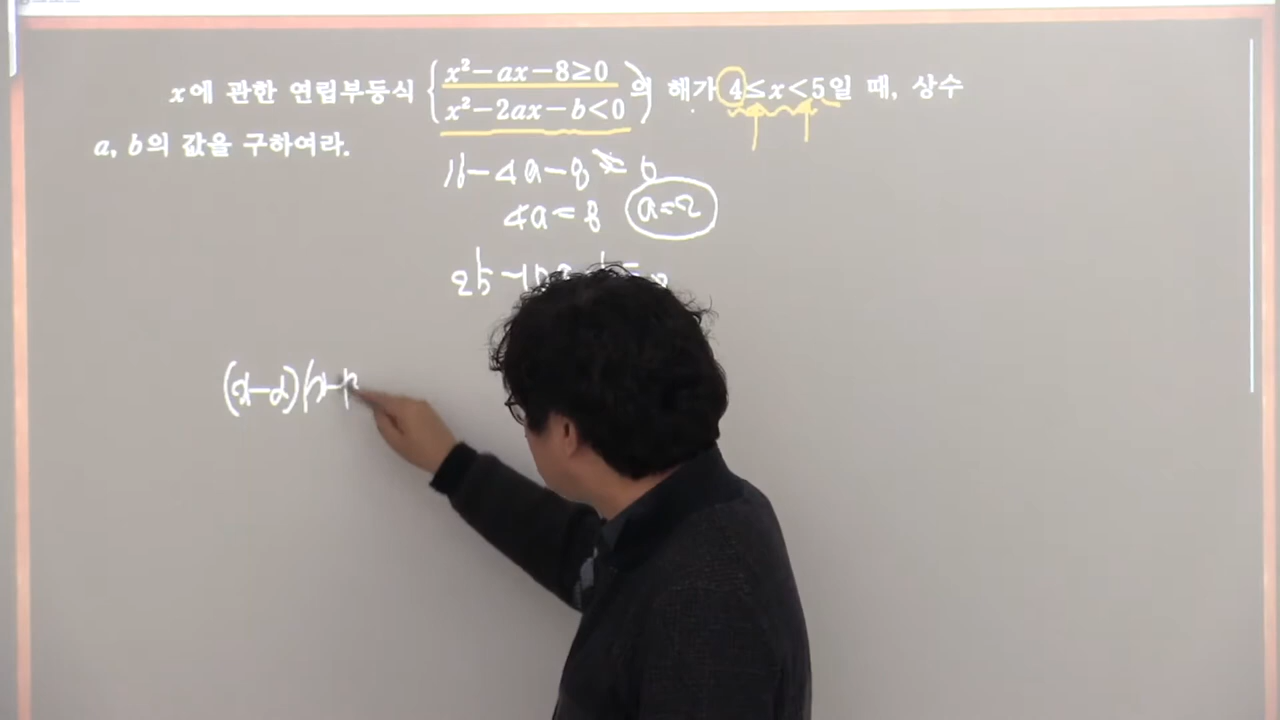 x에 관한 연립부등식 { x²-ax-8≥0
x²-2ax-b<0 의 해가 4≤x<5일 때, 상수
a, b의 값을 구하여라.
16-4a-8=0
4a=8 a=2
25-10
(x-α)(x-β